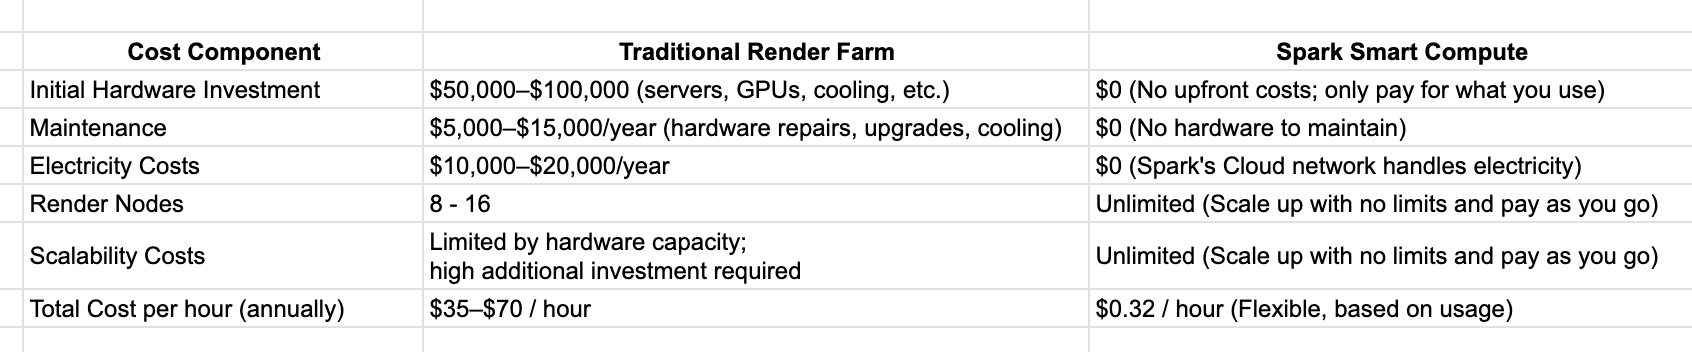 Cost Component Traditional Render Farm Spark Smart Compute
Initial Hardware Investment $50,000–$100,000 (servers, GPUs, cooling, etc.) $0 (No upfront costs; only pay for what you use)
Maintenance $5,000–$15,000/year (hardware repairs, upgrades, cooling) $0 (No hardware to maintain)
Electricity Costs $10,000–$20,000/year $0 (Spark's Cloud network handles electricity)
Render Nodes 8 - 16 Unlimited (Scale up with no limits and pay as you go)
Scalability Costs Limited by hardware capacity;
high additional investment required Unlimited (Scale up with no limits and pay as you go)
Total Cost per hour (annually) $35–$70 / hour $0.32 / hour (Flexible, based on usage)